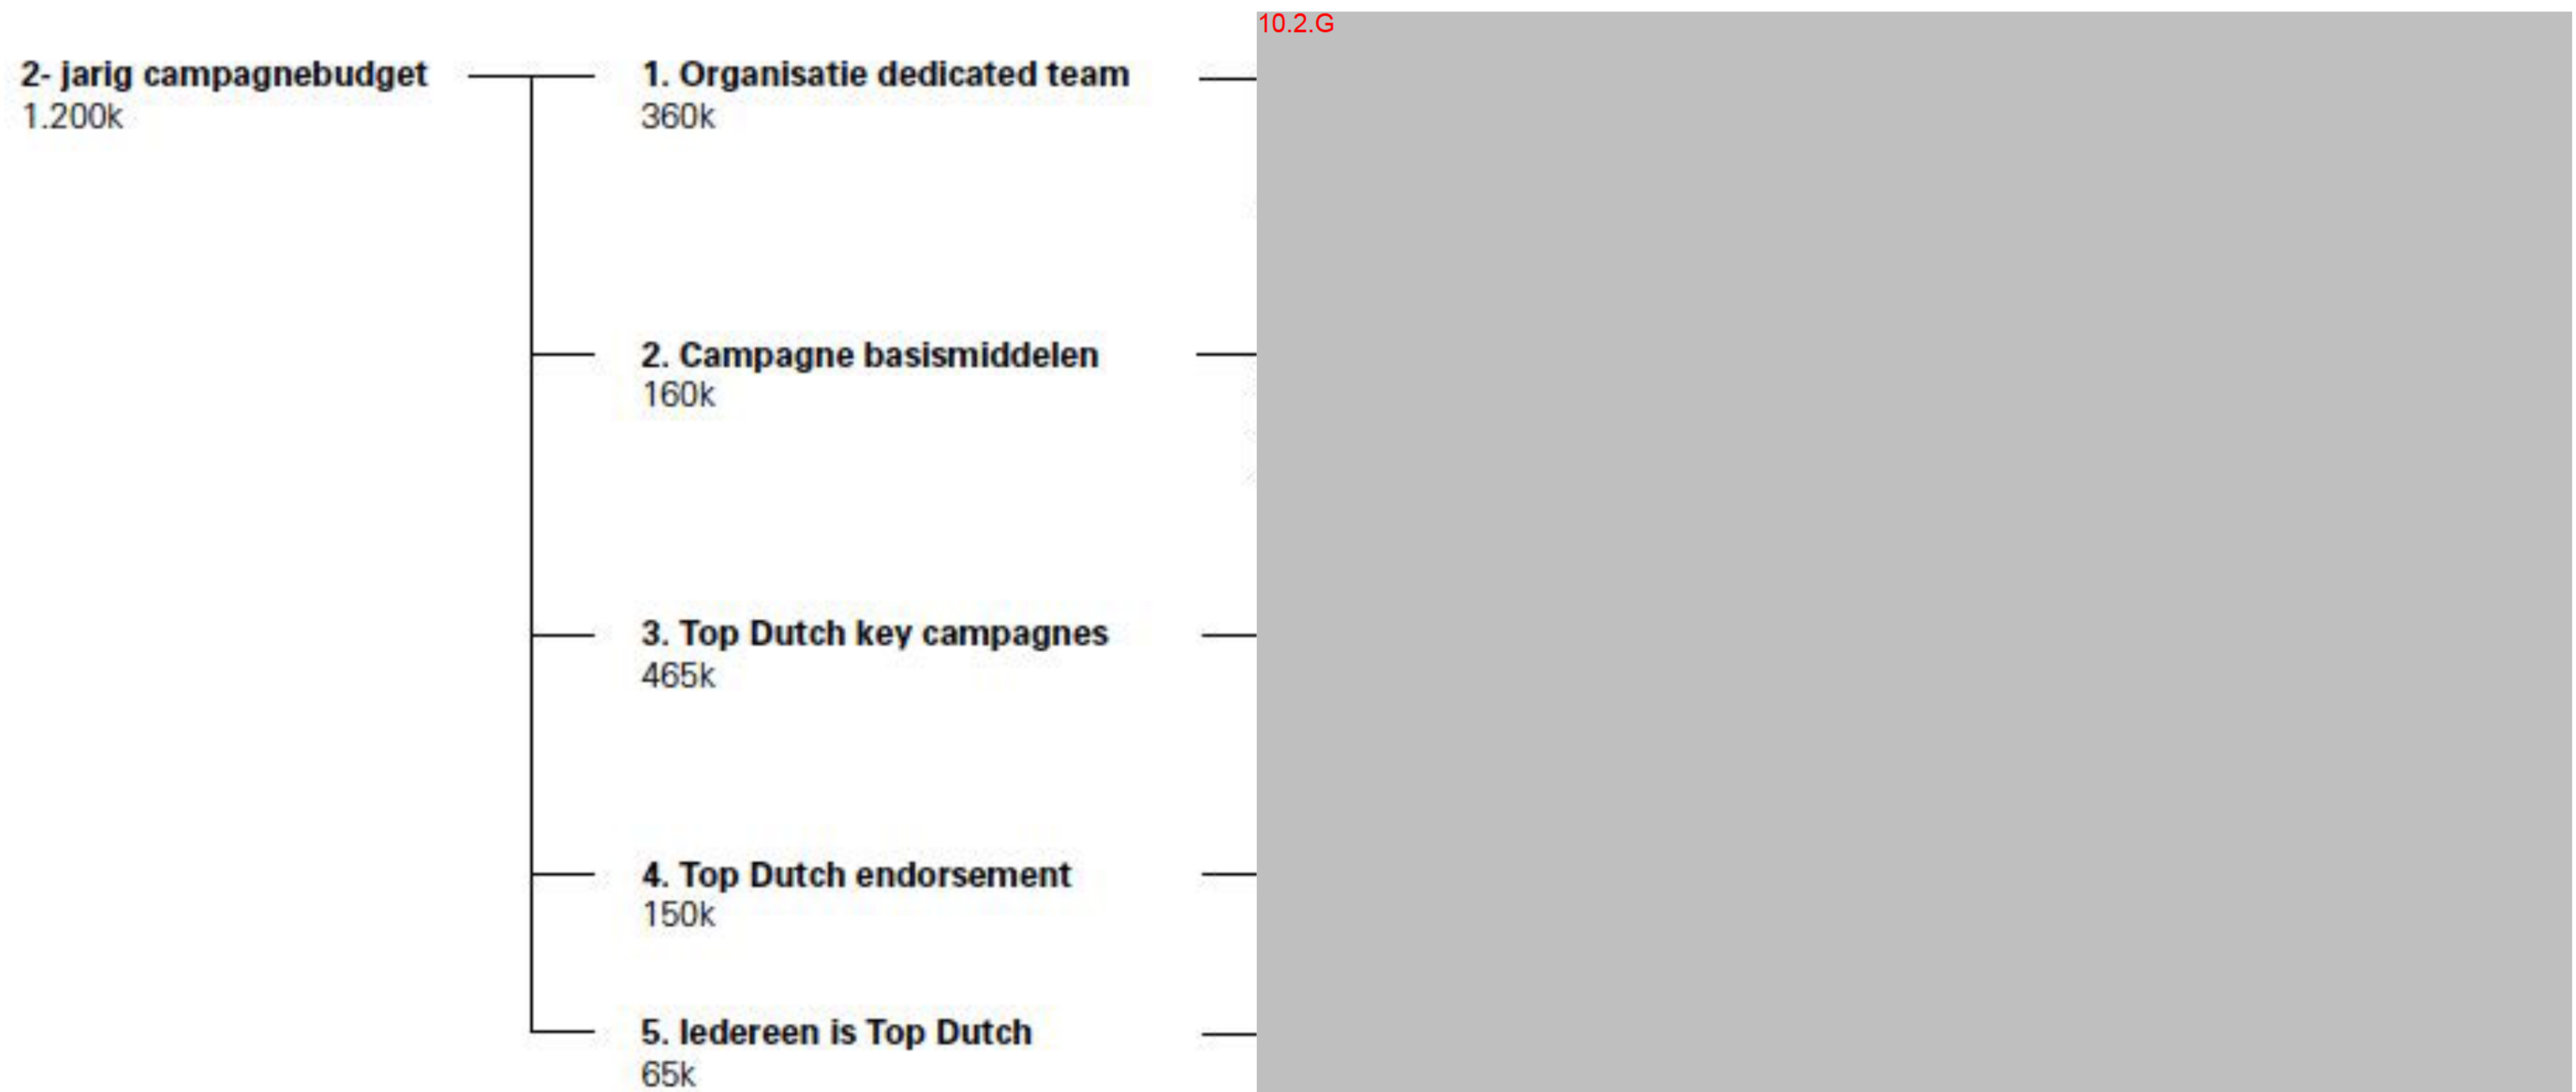 10.2.G
2- jarig campagnebudget
1.200k
1. Organisatie dedicated team
360k
2. Campagne basismiddelen
160k
3. Top Dutch key campagnes
465k
4. Top Dutch endorsement
150k
5. Iedereen is Top Dutch
65k